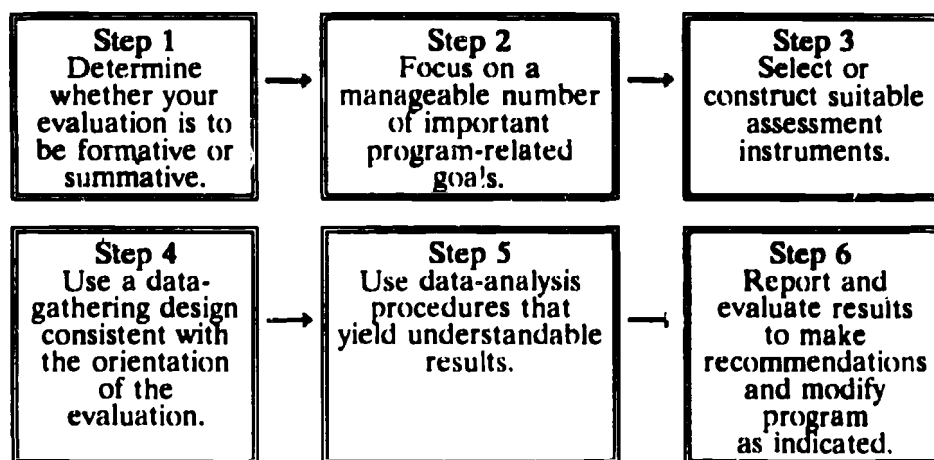 Step 1
Determine
whether your
evaluation is to
be formative or
summative.
Step 2
Focus on a
manageable number
of important
program-related
goals.
Step 3
Select or
construct suitable
assessment
instruments.
Step 4
Use a data-
gathering design
consistent with
the orientation
of the
evaluation.
Step 5
Use data-analysis
procedures that
yield understandable
results.
Step 6
Report and
evaluate results
to make
recommendations
and modify
program
as indicated.